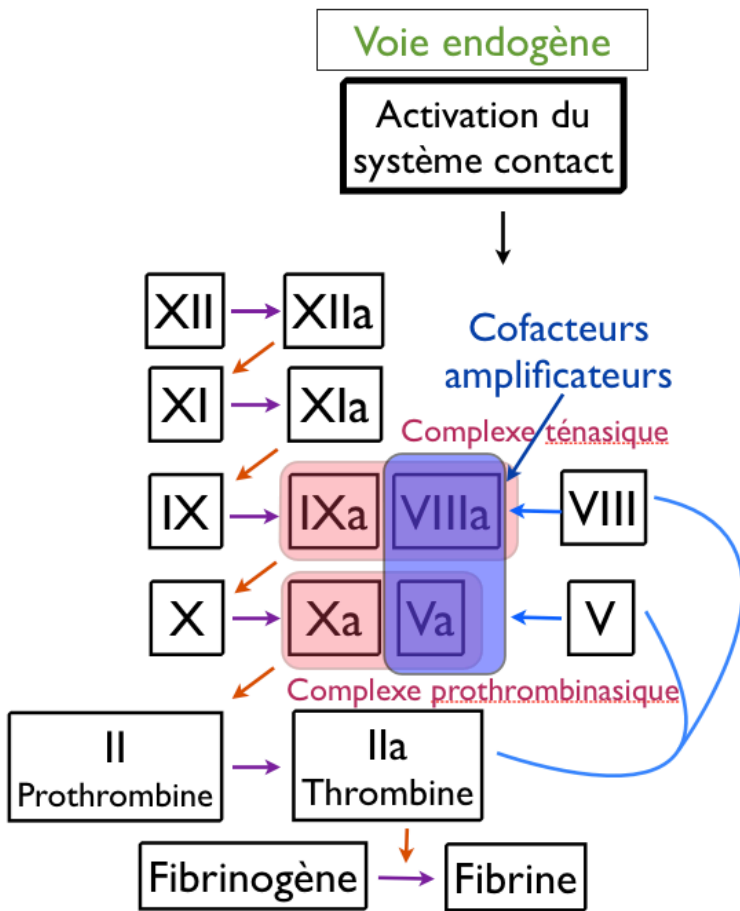 Voie endogène
Activation du
système contact
XII
XIIa
Cofacteurs
amplificateurs
XI
XIa
Complexe ténasique
IX
IXa
VIIIa
VIII
X
Xa
Va
V
Complexe prothrombinasique
II
Prothrombine
IIa
Thrombine
Fibrinogène
Fibrine